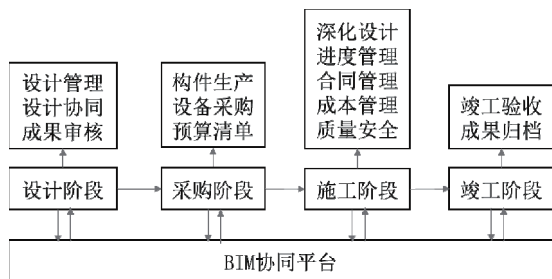 设计管理
设计协同
成果审核
构件生产
设备采购
预算清单
深化设计
进度管理
合同管理
成本管理
质量安全
竣工验收
成果归档
设计阶段
采购阶段
施工阶段
竣工阶段
BIM协同平台